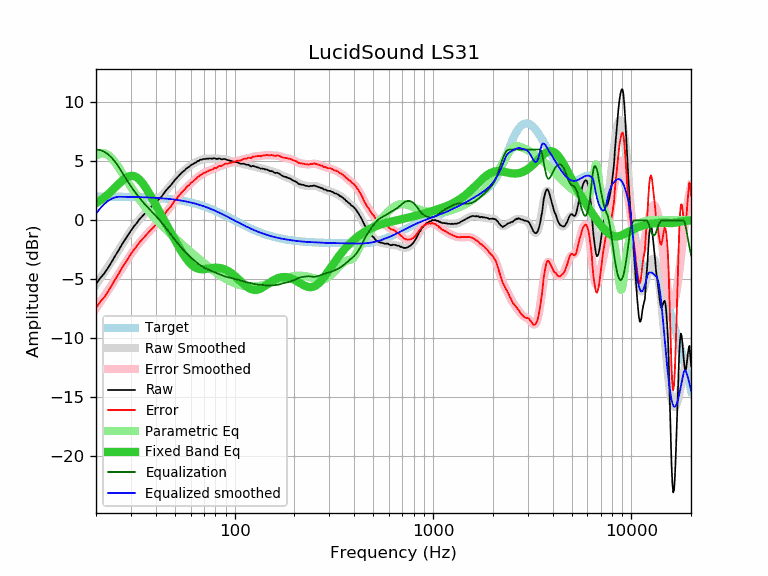 LucidSound LS31
Amplitude (dBr)
10
5
0
−5
−10
−15
−20
Target
Raw Smoothed
Error Smoothed
Raw
Error
Parametric Eq
Fixed Band Eq
Equalization
Equalized smoothed
100
1000
10000
Frequency (Hz)